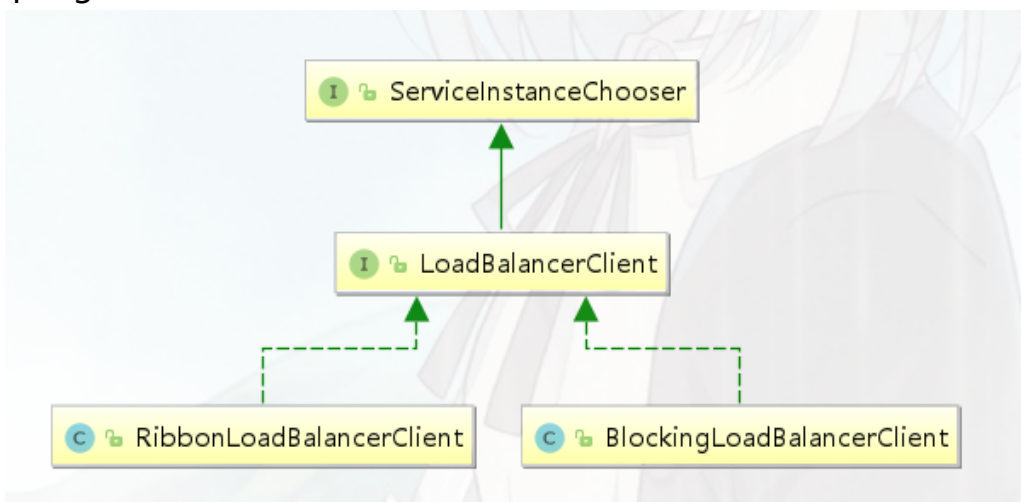 I ServiceInstanceChooser
I LoadBalancerClient
C RibbonLoadBalancerClient
C BlockingLoadBalancerClient